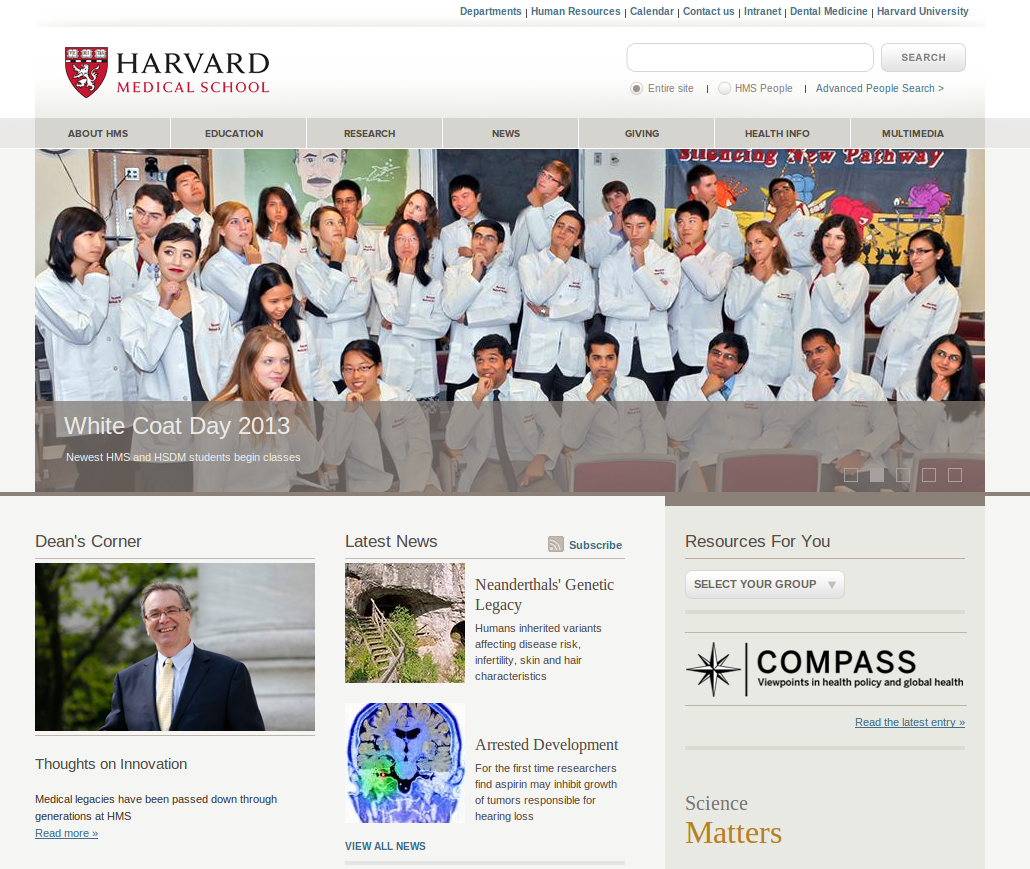 Departments | Human Resources | Calendar | Contact us | Intranet | Dental Medicine | Harvard University
HARVARD
MEDICAL SCHOOL
SEARCH
Entire site | HMS People | Advanced People Search >
ABOUT HMS EDUCATION RESEARCH NEWS GIVING HEALTH INFO MULTIMEDIA
Silencing New Pathway
White Coat Day 2013
Newest HMS and HSDM students begin classes
Dean's Corner
Thoughts on Innovation
Medical legacies have been passed down through
generations at HMS
Read more »
Latest News
Subscribe
Neanderthals' Genetic
Legacy
Humans inherited variants
affecting disease risk,
infertility, skin and hair
characteristics
Arrested Development
For the first time researchers
find aspirin may inhibit growth
of tumors responsible for
hearing loss
VIEW ALL NEWS
Resources For You
SELECT YOUR GROUP
COMPASS
Viewpoints in health policy and global health
Read the latest entry »
Science
Matters